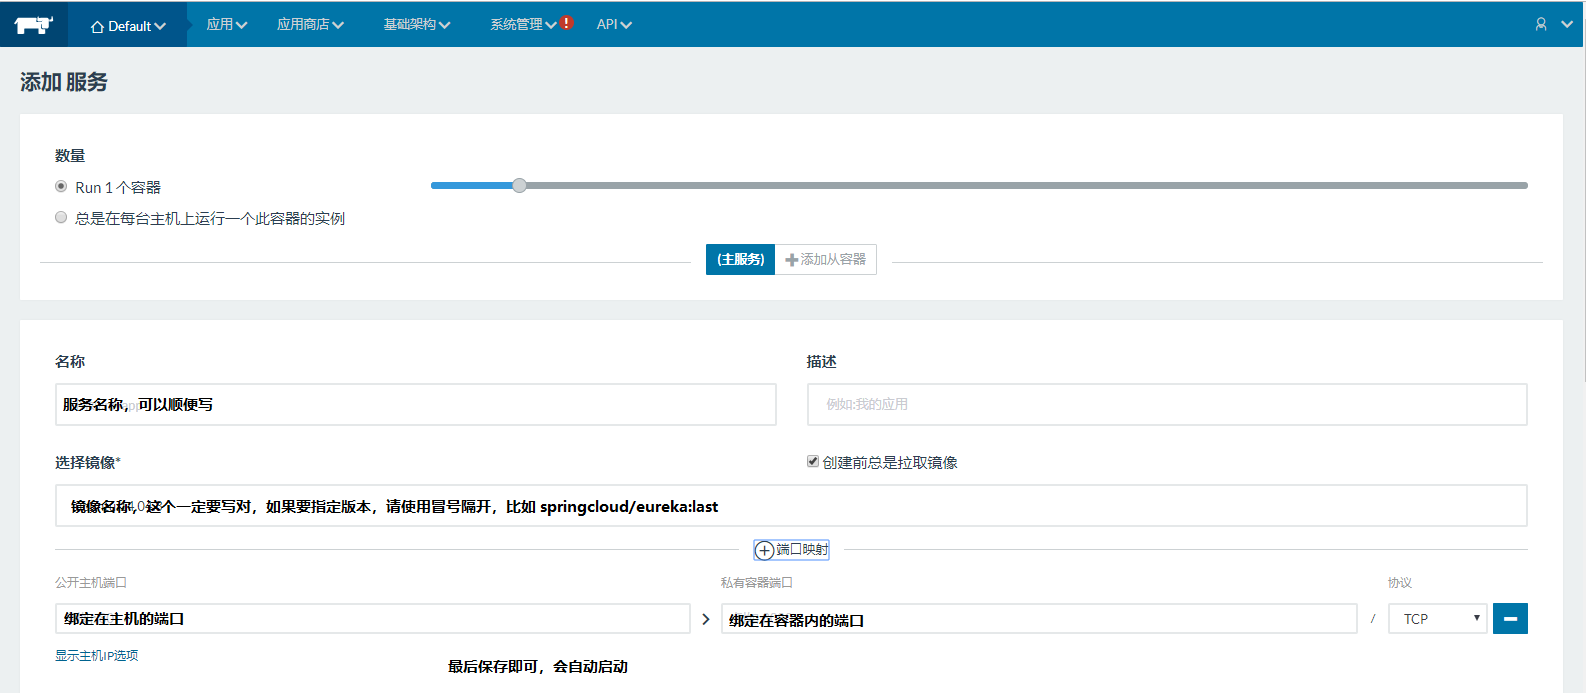 Default 应用 应用商店 基础架构 系统管理 ! API
添加 服务
数量
Run 1 个容器
总是在每台主机上运行一个此容器的实例
(主服务) 添加从容器
名称 描述
服务名称，可以顺便写 例如:我的应用
选择镜像* 创建前总是拉取镜像
镜像名称，这个一定要写对，如果要指定版本，请使用冒号隔开，比如 springcloud/eureka:last
端口映射
公开主机端口 私有容器端口 协议
绑定在主机的端口 绑定在容器内的端口 / TCP
显示主机IP选项
最后保存即可，会自动启动